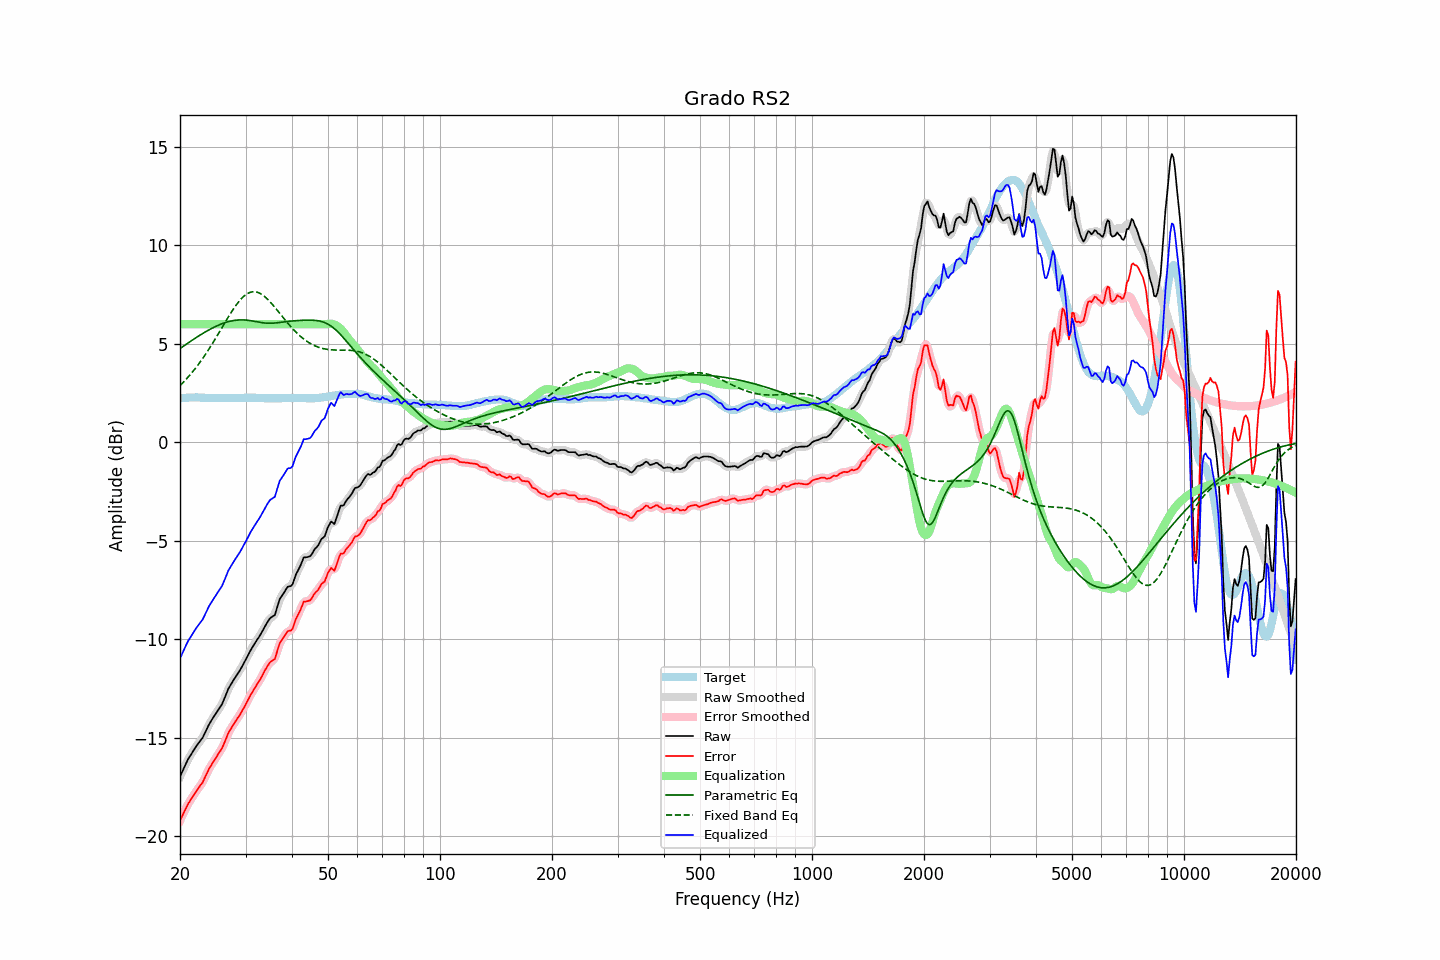 Grado RS2
Amplitude (dBr)
15
10
5
0
−5
−10
−15
−20
Target
Raw Smoothed
Error Smoothed
Raw
Error
Equalization
Parametric Eq
Fixed Band Eq
Equalized
20
50
100
200
500
1000
2000
5000
10000
20000
Frequency (Hz)